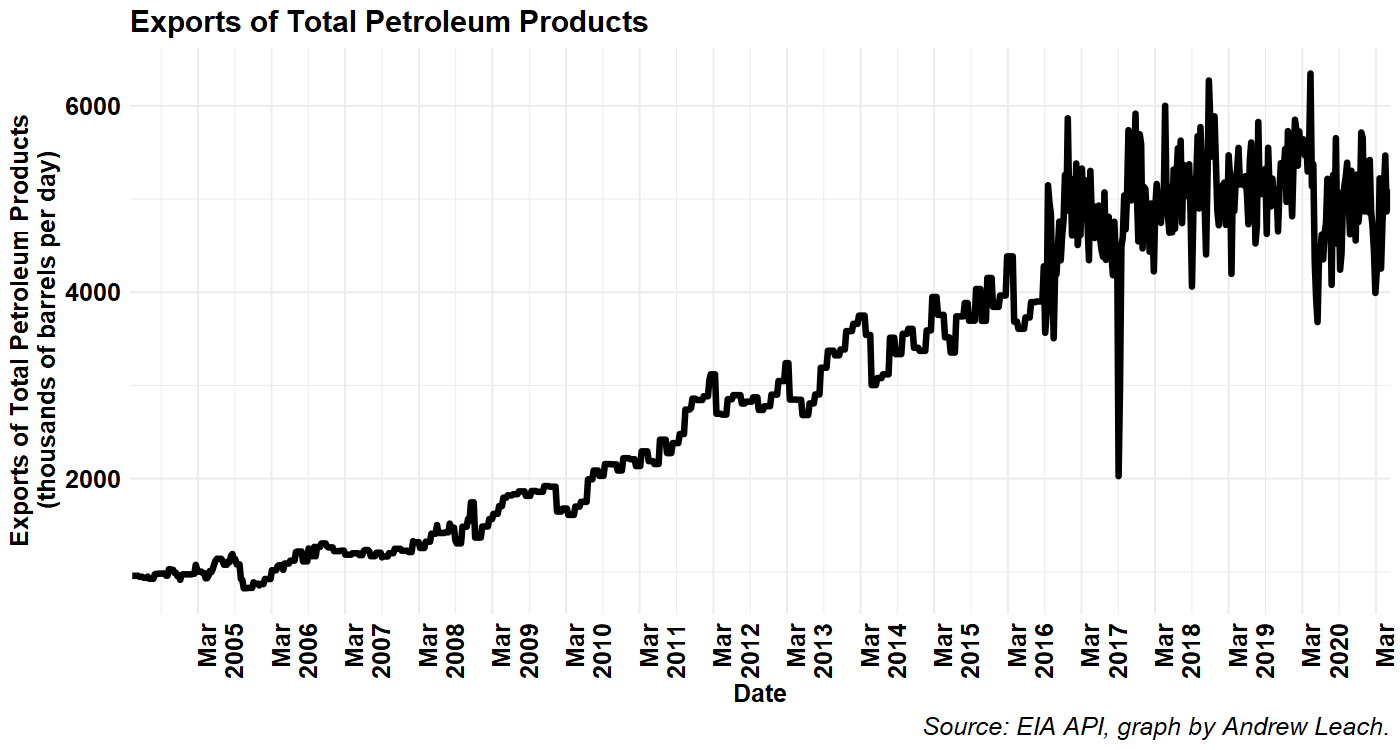 Exports of Total Petroleum Products
Exports of Total Petroleum Products
(thousands of barrels per day)
6000
4000
2000
Mar
2005
Mar
2006
Mar
2007
Mar
2008
Mar
2009
Mar
2010
Mar
2011
Mar
2012
Mar
2013
Mar
2014
Mar
2015
Mar
2016
Mar
2017
Mar
2018
Mar
2019
Mar
2020
Mar
Date
Source: EIA API, graph by Andrew Leach.